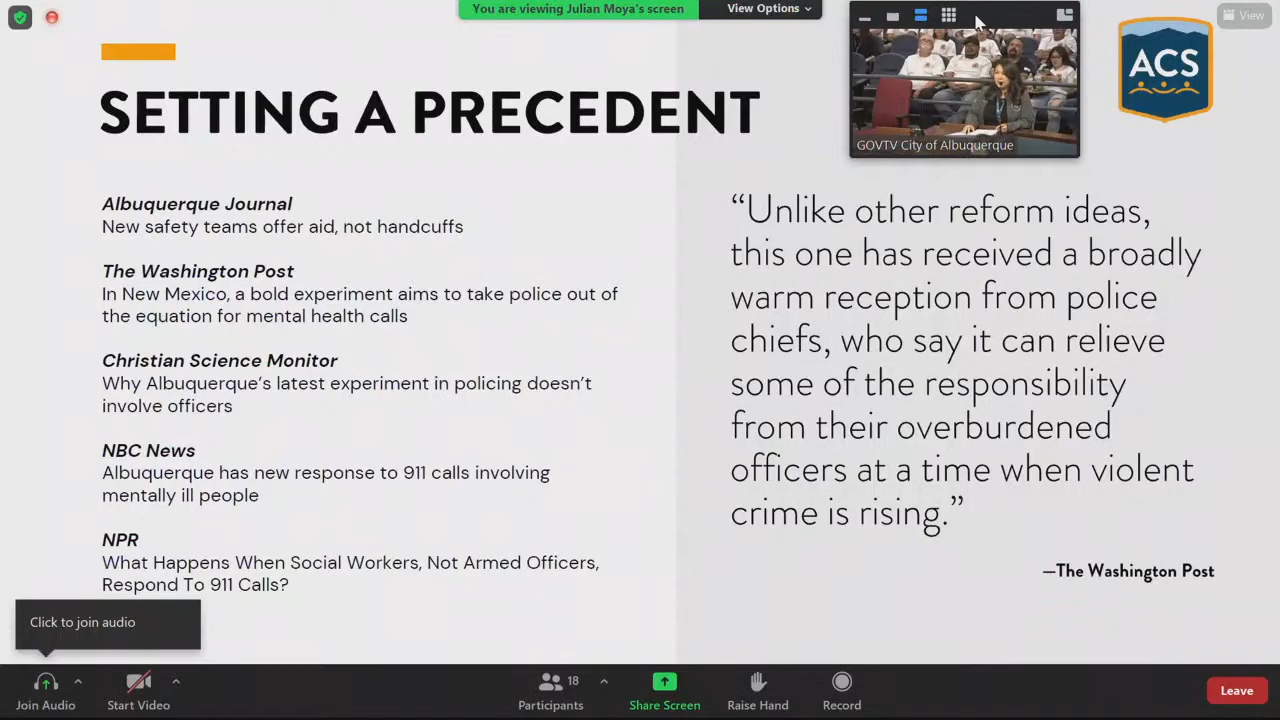 You are viewing Julian Moya's screen
View Options
View
ACS
GOVTV City of Albuquerque
SETTING A PRECEDENT
Albuquerque Journal
New safety teams offer aid, not handcuffs
The Washington Post
In New Mexico, a bold experiment aims to take police out of
the equation for mental health calls
Christian Science Monitor
Why Albuquerque’s latest experiment in policing doesn’t
involve officers
NBC News
Albuquerque has new response to 911 calls involving
mentally ill people
NPR
What Happens When Social Workers, Not Armed Officers,
Respond To 911 Calls?
“Unlike other reform ideas,
this one has received a broadly
warm reception from police
chiefs, who say it can relieve
some of the responsibility
from their overburdened
officers at a time when violent
crime is rising.”
—The Washington Post
Click to join audio
Join Audio
Start Video
18
Participants
Share Screen
Raise Hand
Record
Leave